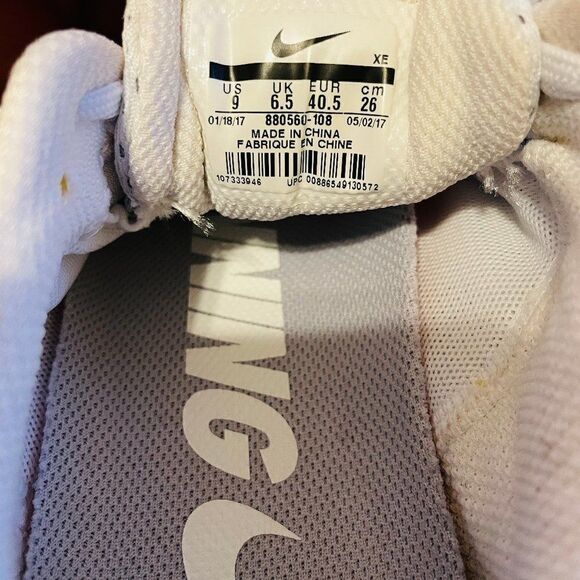 XE
US UK EUR cm
9 6.5 40.5 26
01/18/17 880560-108 05/02/17
MADE IN CHINA
FABRIQUE EN CHINE
107333946 UPC 00886549130572
MING